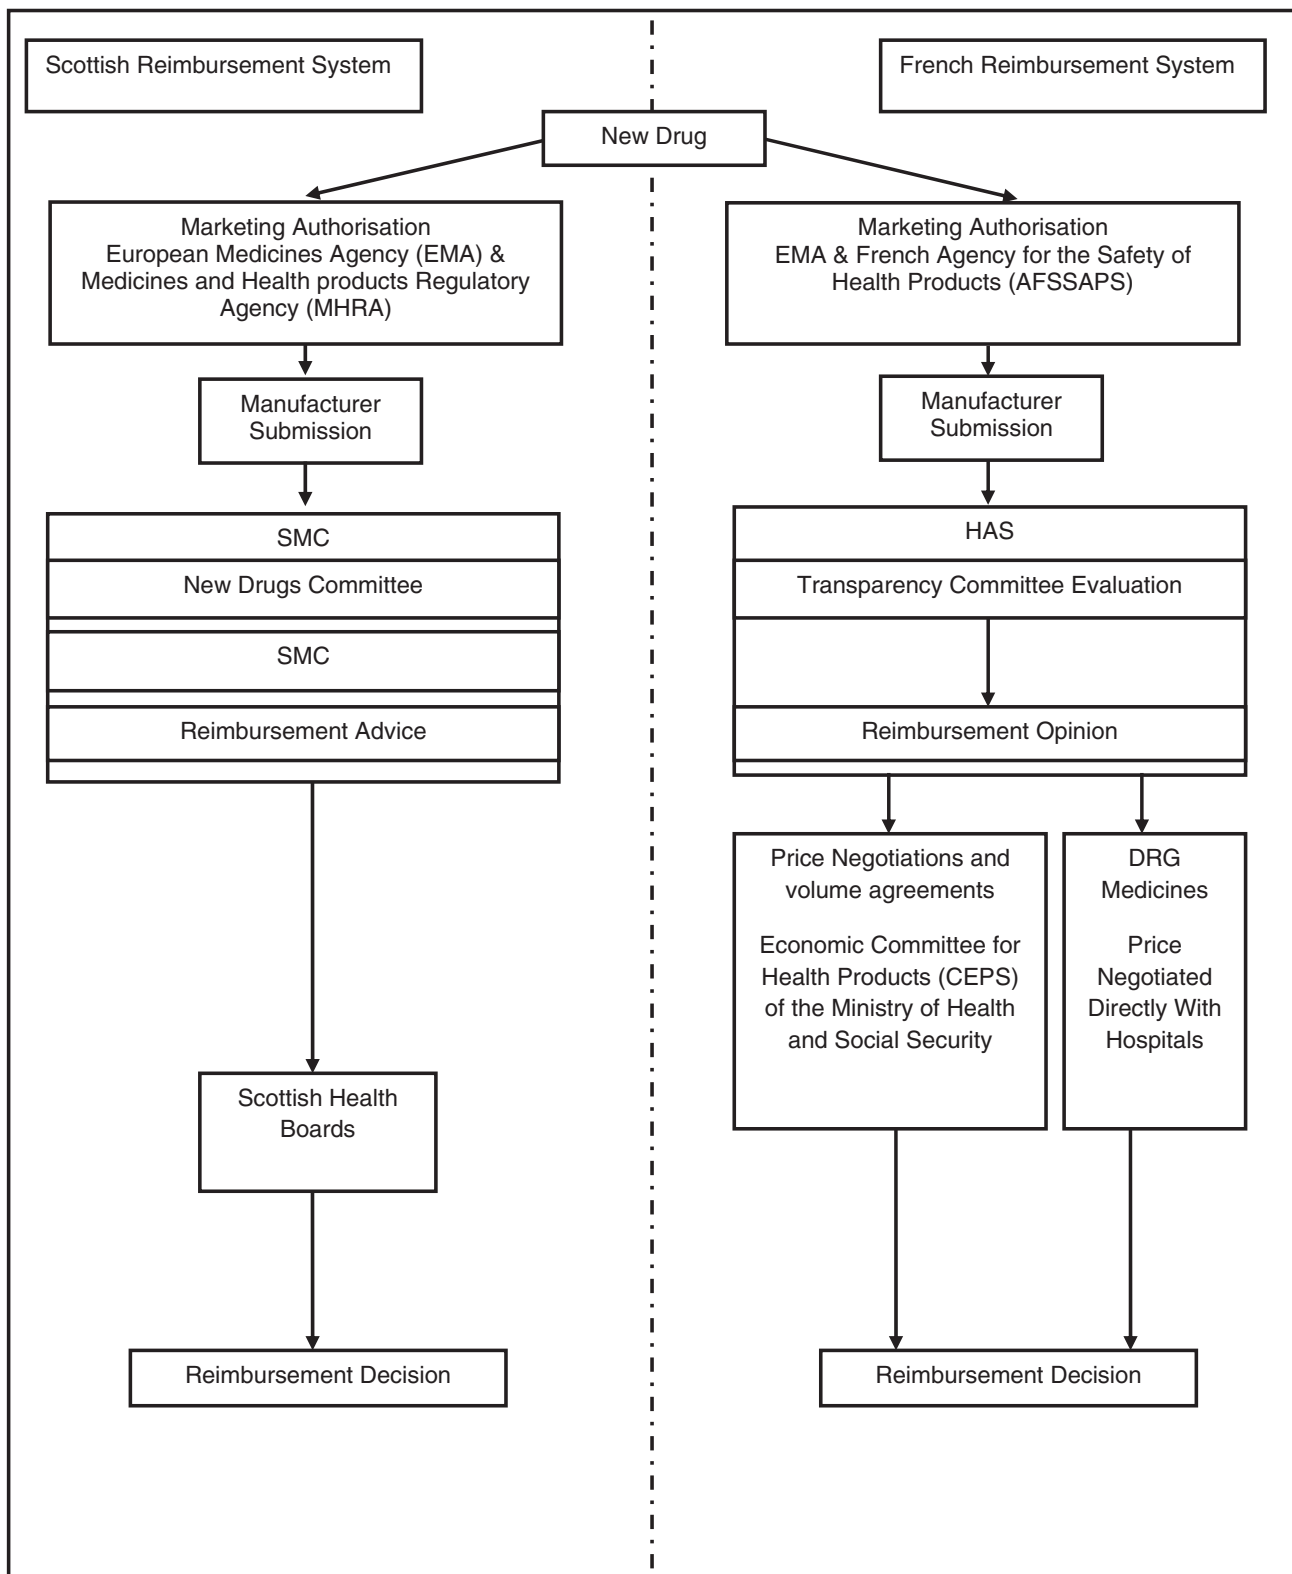 Scottish Reimbursement System
French Reimbursement System
New Drug
Marketing Authorisation
European Medicines Agency (EMA) &
Medicines and Health products Regulatory
Agency (MHRA)
Marketing Authorisation
EMA & French Agency for the Safety of
Health Products (AFSSAPS)
Manufacturer
Submission
Manufacturer
Submission
SMC
New Drugs Committee
SMC
Reimbursement Advice
HAS
Transparency Committee Evaluation
Reimbursement Opinion
Price Negotiations and
volume agreements
Economic Committee for
Health Products (CEPS)
of the Ministry of Health
and Social Security
DRG
Medicines
Price
Negotiated
Directly With
Hospitals
Scottish Health
Boards
Reimbursement Decision
Reimbursement Decision